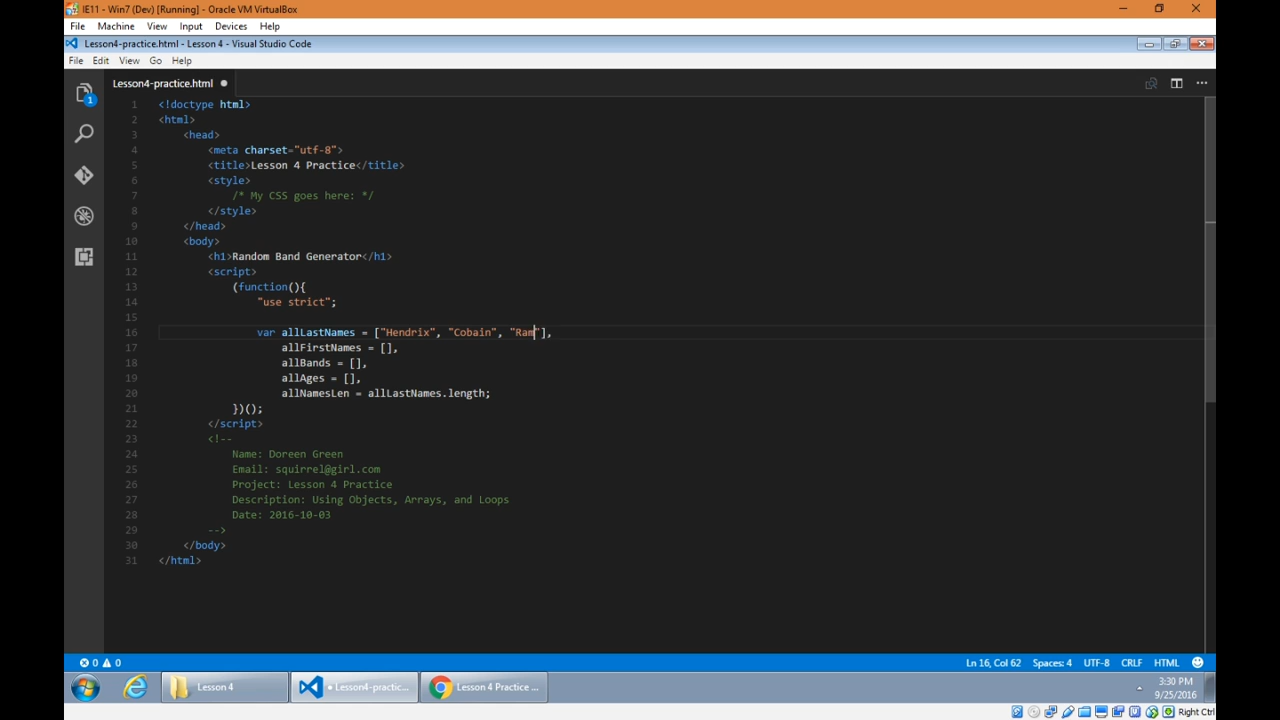 IE11 - Win7 (Dev) [Running] - Oracle VM VirtualBox
File Machine View Input Devices Help
Lesson4-practice.html - Lesson 4 - Visual Studio Code
File Edit View Go Help
Lesson4-practice.html
1
1 <!doctype html>
2 <html>
3 <head>
4 <meta charset="utf-8">
5 <title>Lesson 4 Practice</title>
6 <style>
7 /* My CSS goes here: */
8 </style>
9 </head>
10 <body>
11 <h1>Random Band Generator</h1>
12 <script>
13 (function(){
14 "use strict";
15
16 var allLastNames = ["Hendrix", "Cobain", "Ram"],
17 allFirstNames = [],
18 allBands = [],
19 allAges = [],
20 allNamesLen = allLastNames.length;
21 })();
22 </script>
23 <!--
24 Name: Doreen Green
25 Email: squirrel@girl.com
26 Project: Lesson 4 Practice
27 Description: Using Objects, Arrays, and Loops
28 Date: 2016-10-03
29 -->
30 </body>
31 </html>
0 0 Ln 16, Col 62 Spaces: 4 UTF-8 CRLF HTML
Lesson 4 • Lesson4-practic... Lesson 4 Practice ... 3:30 PM
9/25/2016
Right Ctrl